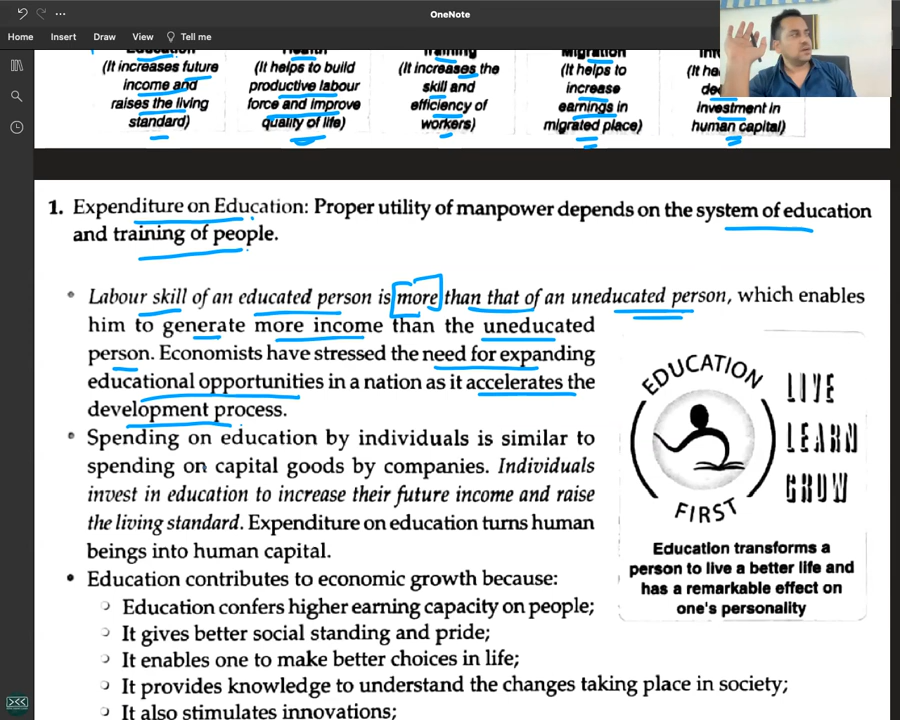 OneNote
Home Insert Draw View Tell me
Education Health Training Migration
(It increases future (It helps to build (It increases the (It helps to (It he
income and productive labour skill and increase de
raises the living force and improve efficiency of earnings in investment in
standard) quality of life) workers) migrated place) human capital)
1. Expenditure on Education: Proper utility of manpower depends on the system of education
and training of people.
• Labour skill of an educated person is more than that of an uneducated person, which enables
him to generate more income than the uneducated
person. Economists have stressed the need for expanding
educational opportunities in a nation as it accelerates the
development process.
• Spending on education by individuals is similar to
spending on capital goods by companies. Individuals
invest in education to increase their future income and raise
the living standard. Expenditure on education turns human
beings into human capital.
EDUCATION
FIRST
LIVE
LEARN
GROW
Education transforms a
person to live a better life and
has a remarkable effect on
one's personality
• Education contributes to economic growth because:
○ Education confers higher earning capacity on people;
○ It gives better social standing and pride;
○ It enables one to make better choices in life;
○ It provides knowledge to understand the changes taking place in society;
○ It also stimulates innovations;